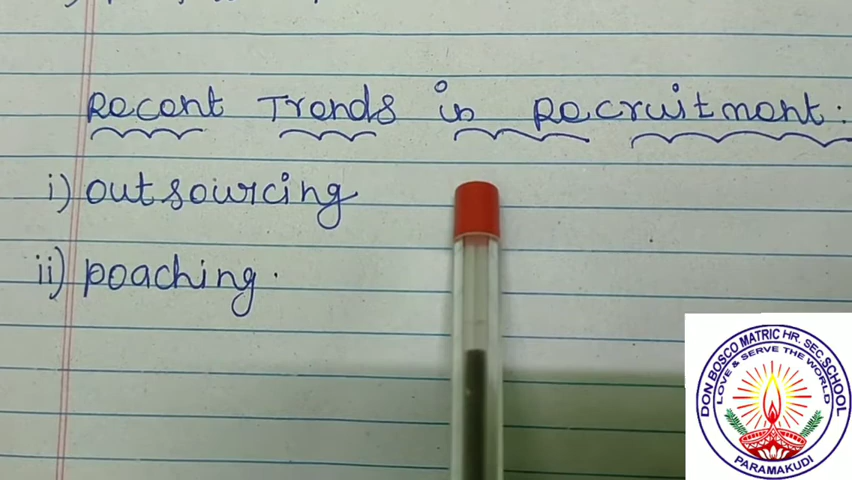 Recent Trends in Recruitment:
i) outsourcing
ii) poaching.
DON BOSCO MATRIC HR. SEC. SCHOOL
LOVE & SERVE THE WORLD
PARAMAKUDI